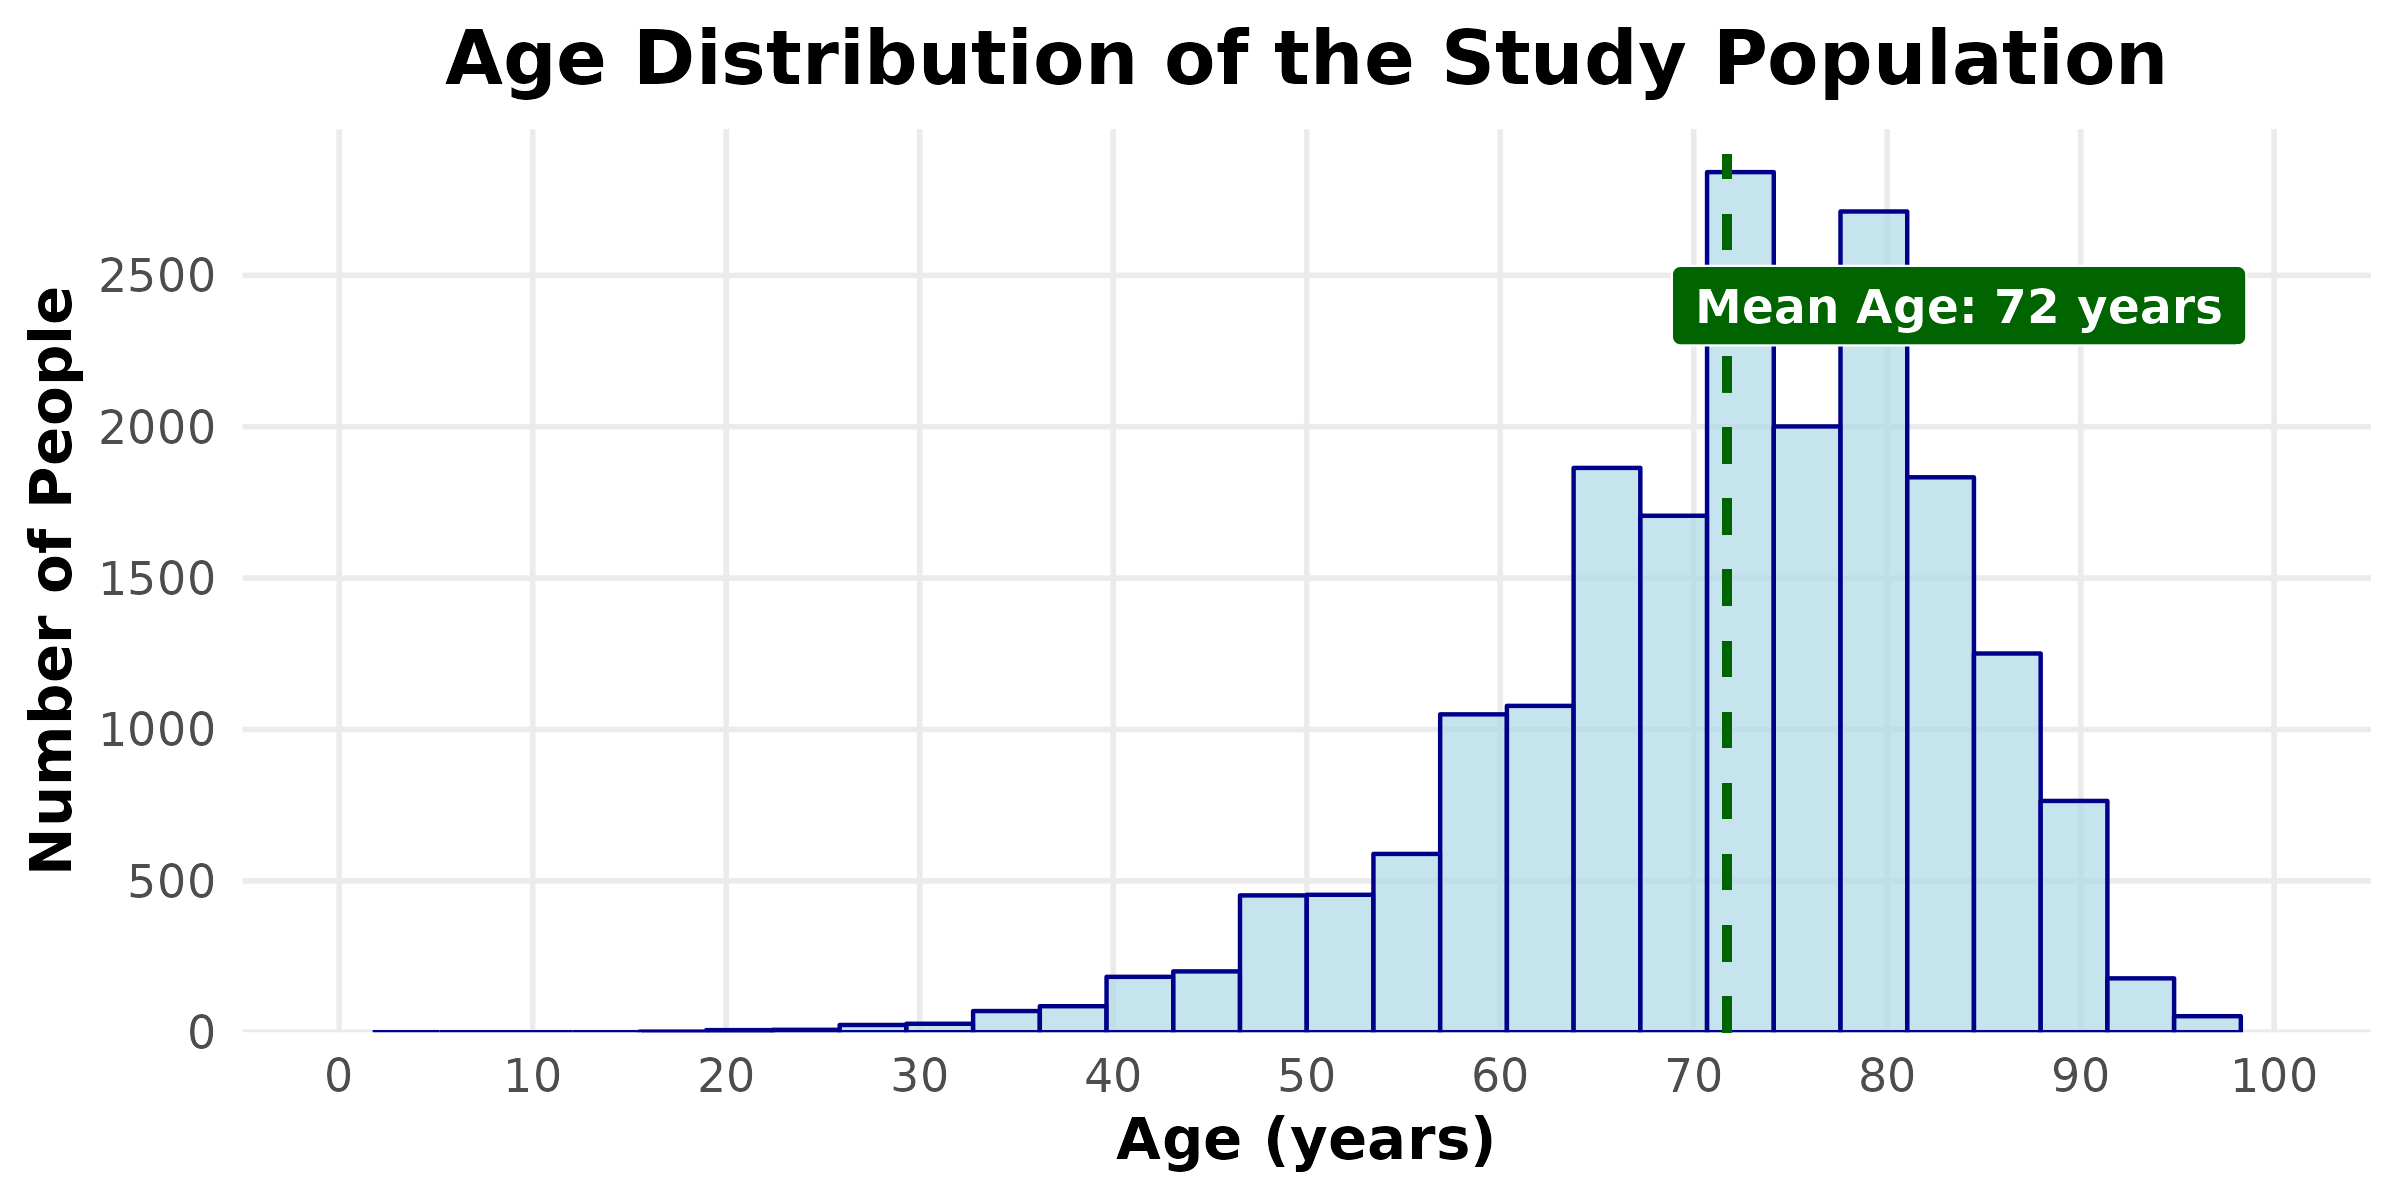 Age Distribution of the Study Population
Number of People
2500
2000
1500
1000
500
0
Mean Age: 72 years
0 10 20 30 40 50 60 70 80 90 100
Age (years)